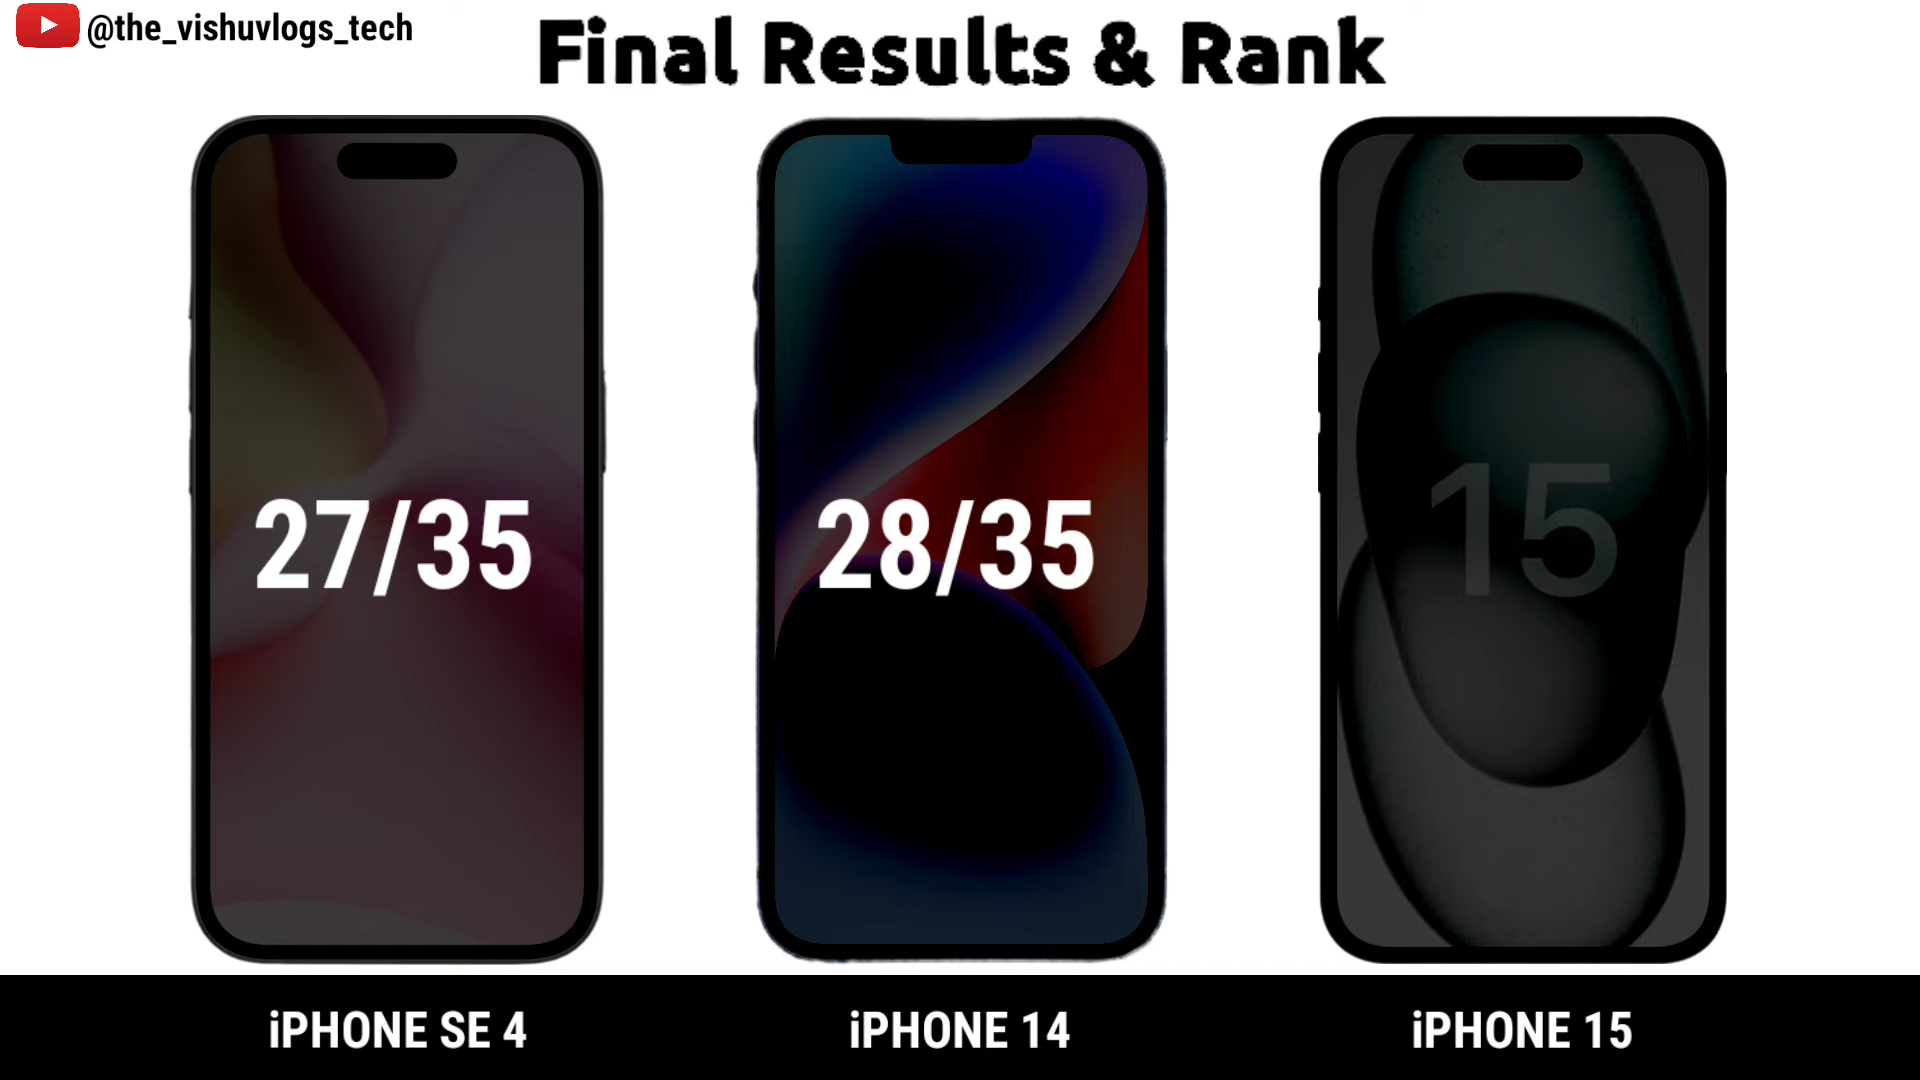 @the_vishuvlogs_tech
Final Results & Rank
27/35
28/35
15
iPHONE SE 4
iPHONE 14
iPHONE 15